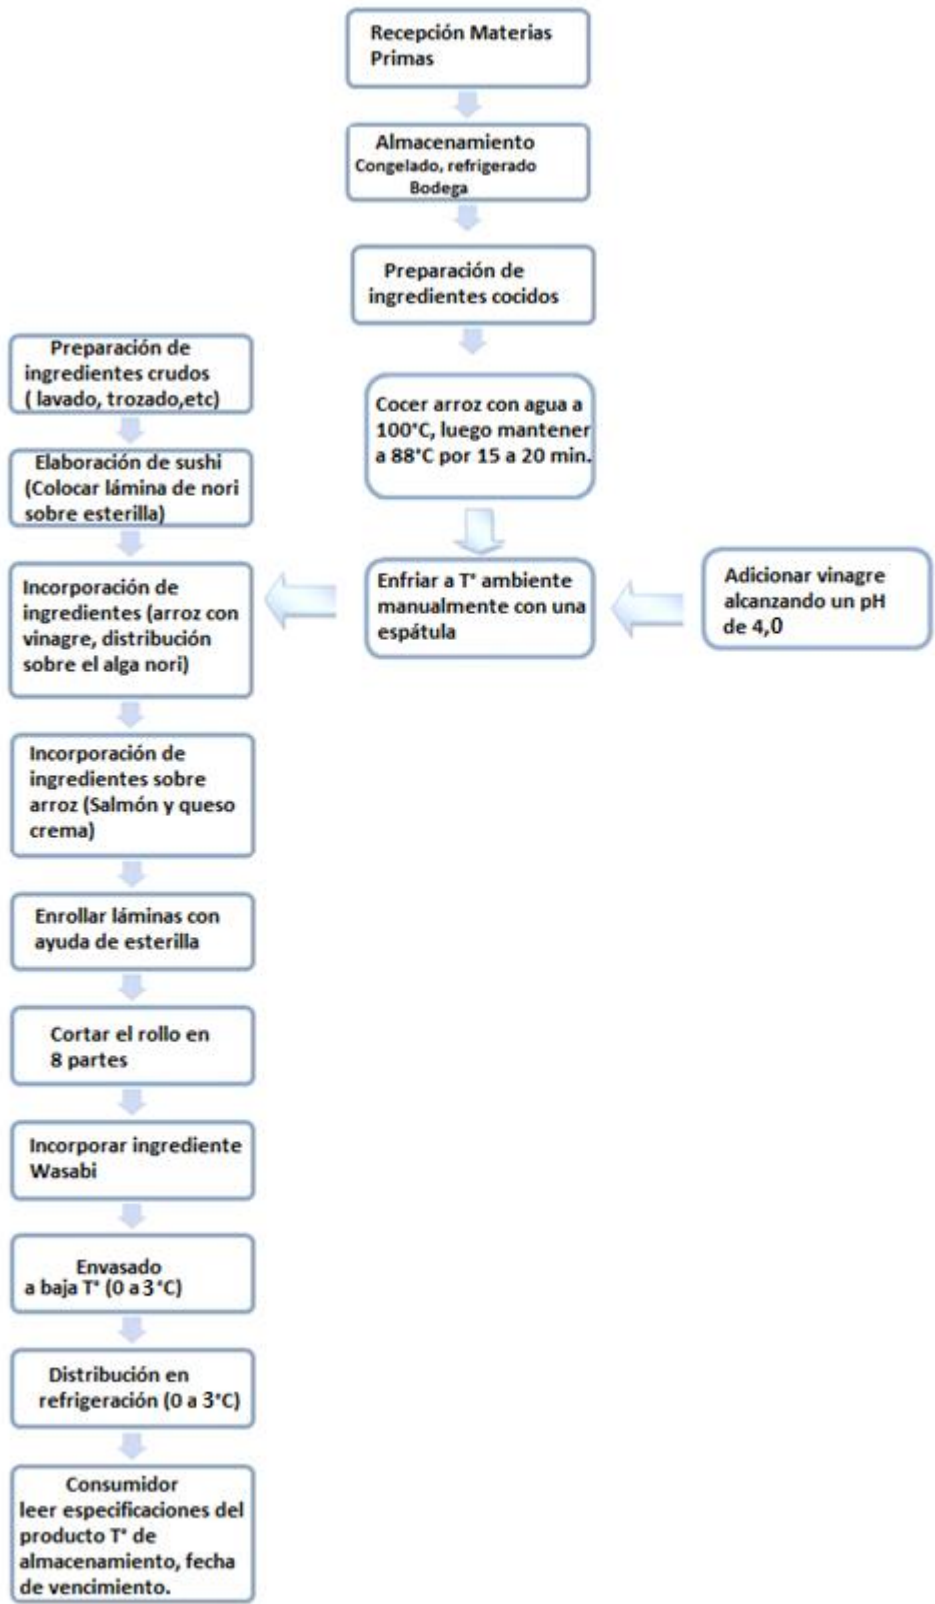 Recepción Materias
Primas
Almacenamiento
Congelado, refrigerado
Bodega
Preparación de
ingredientes cocidos
Cocer arroz con agua a
100°C, luego mantener
a 88°C por 15 a 20 min.
Enfriar a T° ambiente
manualmente con una
espátula
Adicionar vinagre
alcanzando un pH
de 4,0
Preparación de
ingredientes crudos
( lavado, trozado,etc)
Elaboración de sushi
(Colocar lámina de nori
sobre esterilla)
Incorporación de
ingredientes (arroz con
vinagre, distribución
sobre el alga nori)
Incorporación de
ingredientes sobre
arroz (Salmón y queso
crema)
Enrollar láminas con
ayuda de esterilla
Cortar el rollo en
8 partes
Incorporar ingrediente
Wasabi
Envasado
a baja T° (0 a 3°C)
Distribución en
refrigeración (0 a 3°C)
Consumidor
leer especificaciones del
producto T° de
almacenamiento, fecha
de vencimiento.